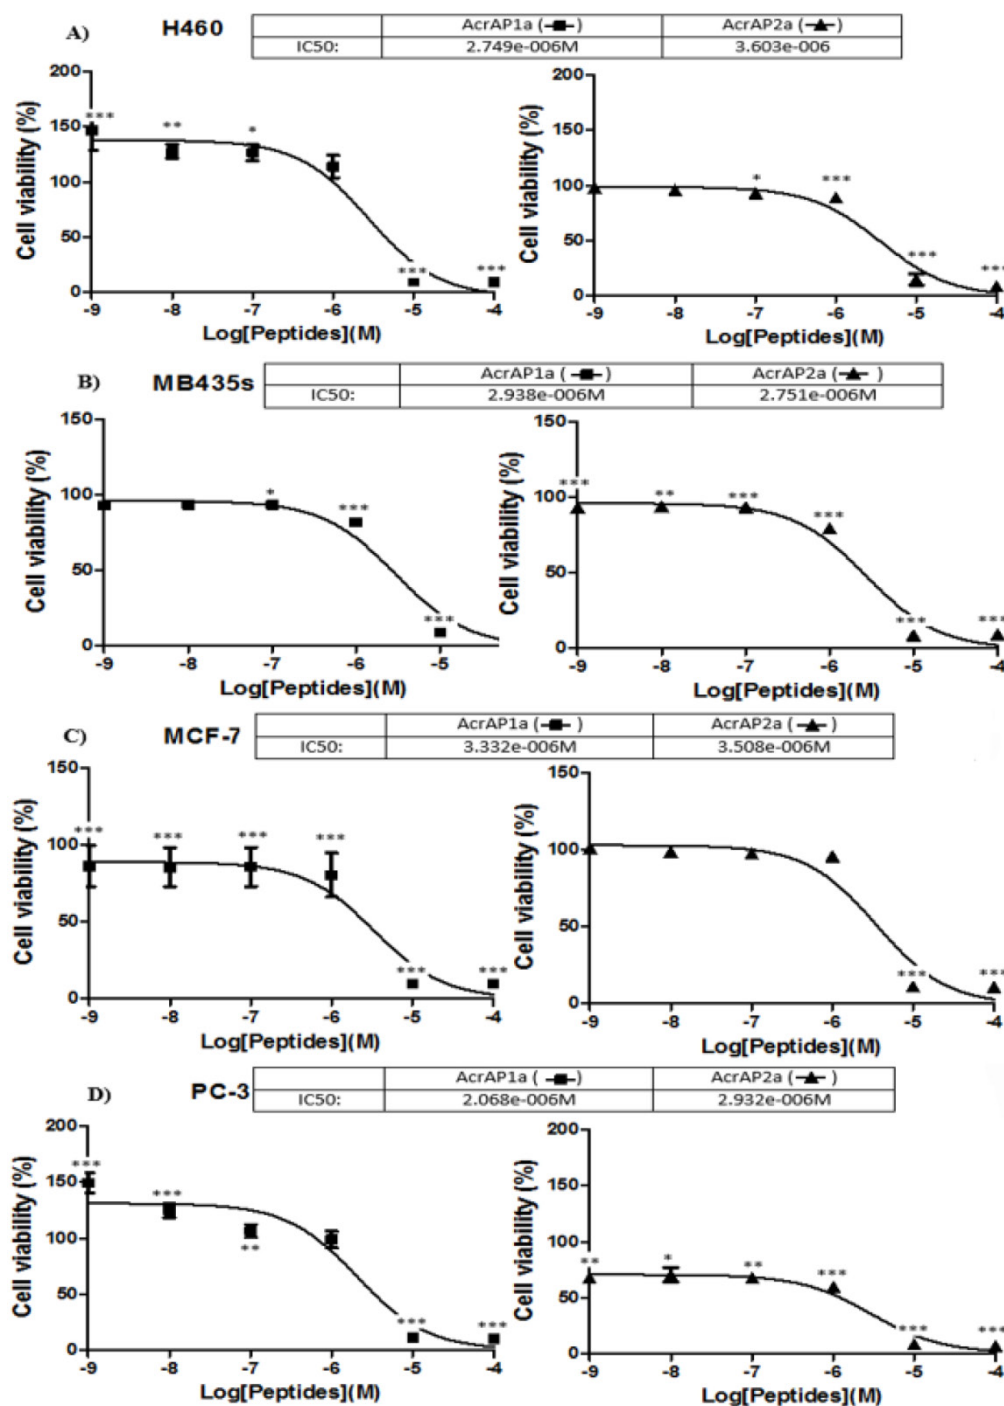 A) H460
AcrAP1a ( ■ ) AcrAP2a ( ▲ )
IC50: 2.749e-006M 3.603e-006
200 150 100 50 0
Cell viability (%)
*** ** * *** ***
-9 -8 -7 -6 -5 -4
Log[Peptides](M)
200 150 100 50 0
Cell viability (%)
* *** *** ***
-9 -8 -7 -6 -5 -4
Log[Peptides](M)
B) MB435s
AcrAP1a ( ■ ) AcrAP2a ( ▲ )
IC50: 2.938e-006M 2.751e-006M
150 100 50 0
Cell viability (%)
* *** ***
-9 -8 -7 -6 -5
Log[Peptides](M)
150 100 50 0
Cell viability (%)
*** ** *** *** *** ***
-9 -8 -7 -6 -5 -4
Log[Peptides](M)
C) MCF-7
AcrAP1a ( ■ ) AcrAP2a ( ▲ )
IC50: 3.332e-006M 3.508e-006M
150 100 50 0
Cell viability (%)
*** *** *** *** *** ***
-9 -8 -7 -6 -5 -4
Log[Peptides](M)
150 100 50 0
Cell viability (%)
*** ***
-9 -8 -7 -6 -5 -4
Log[Peptides](M)
D) PC-3
AcrAP1a ( ■ ) AcrAP2a ( ▲ )
IC50: 2.068e-006M 2.932e-006M
200 150 100 50 0
Cell viability (%)
*** *** ** *** ***
-9 -8 -7 -6 -5 -4
Log[Peptides](M)
200 150 100 50 0
Cell viability (%)
** * ** *** *** ***
-9 -8 -7 -6 -5 -4
Log[Peptides](M)